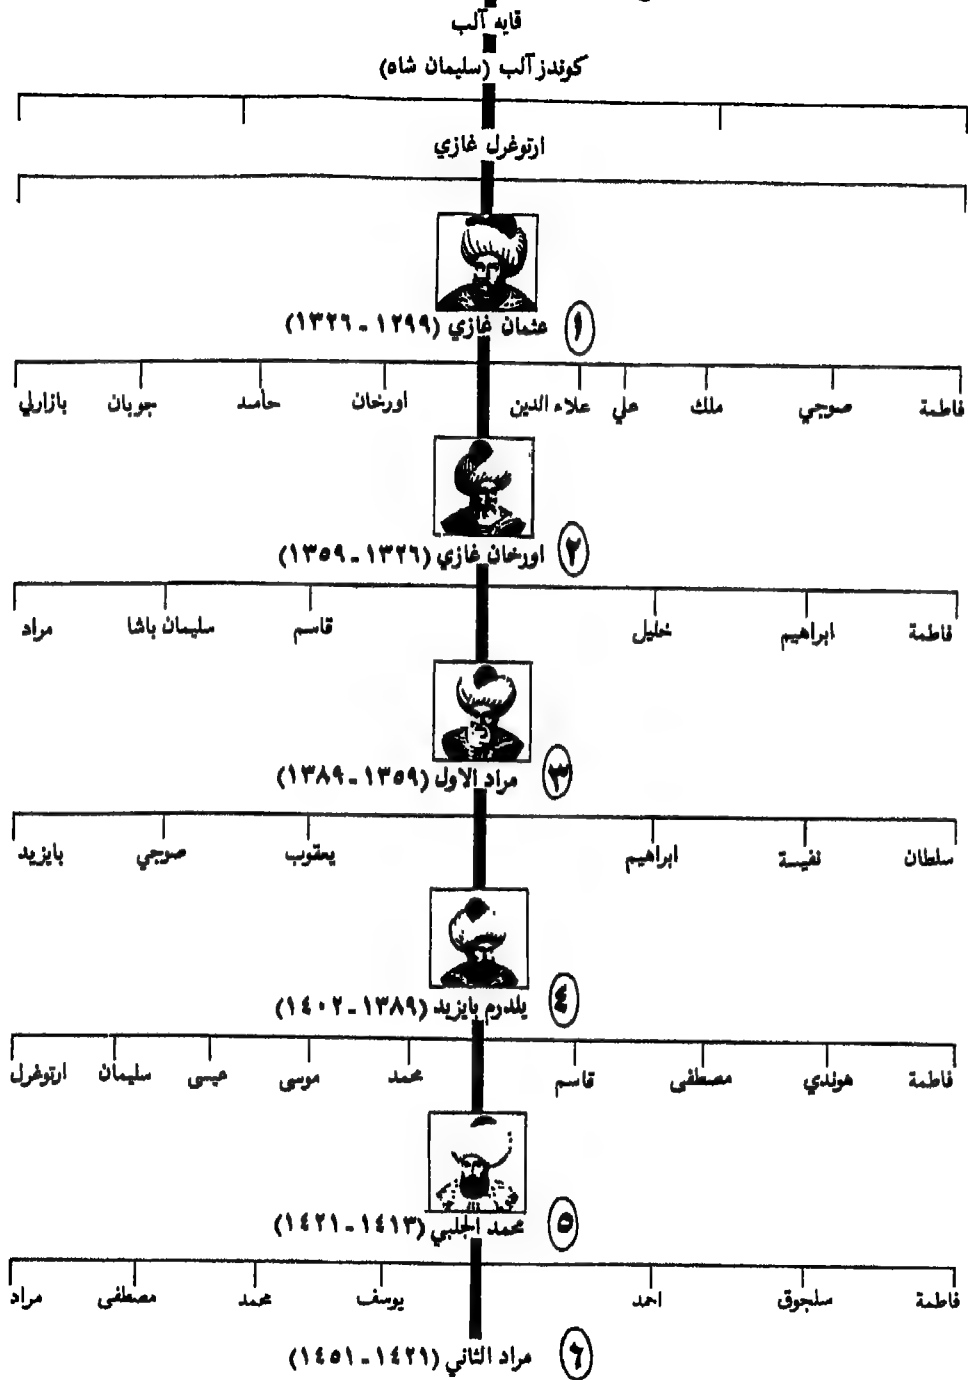 قايه آلب
كوندز آلب (سليمان شاه)
ارتوغرل غازي
١ عثمان غازي (١٢٩٩ - ١٣٢٦)
فاطمة صوجي ملك علي علاء الدين اورخان حامد جوبان بازارلي
٢ اورخان غازي (١٣٢٦ - ١٣٥٩)
فاطمة ابراهيم خليل قاسم سليمان باشا مراد
٣ مراد الاول (١٣٥٩ - ١٣٨٩)
سلطان نفيسة ابراهيم يعقوب صوجي بايزيد
٤ يلدرم بايزيد (١٣٨٩ - ١٤٠٢)
فاطمة هوندي مصطفى قاسم محمد موسى عيسى سليمان ارتوغرل
٥ محمد الجلبي (١٤١٣ - ١٤٢١)
فاطمة سلجوق احمد يوسف محمد مصطفى مراد
٦ مراد الثاني (١٤٢١ - ١٤٥١)